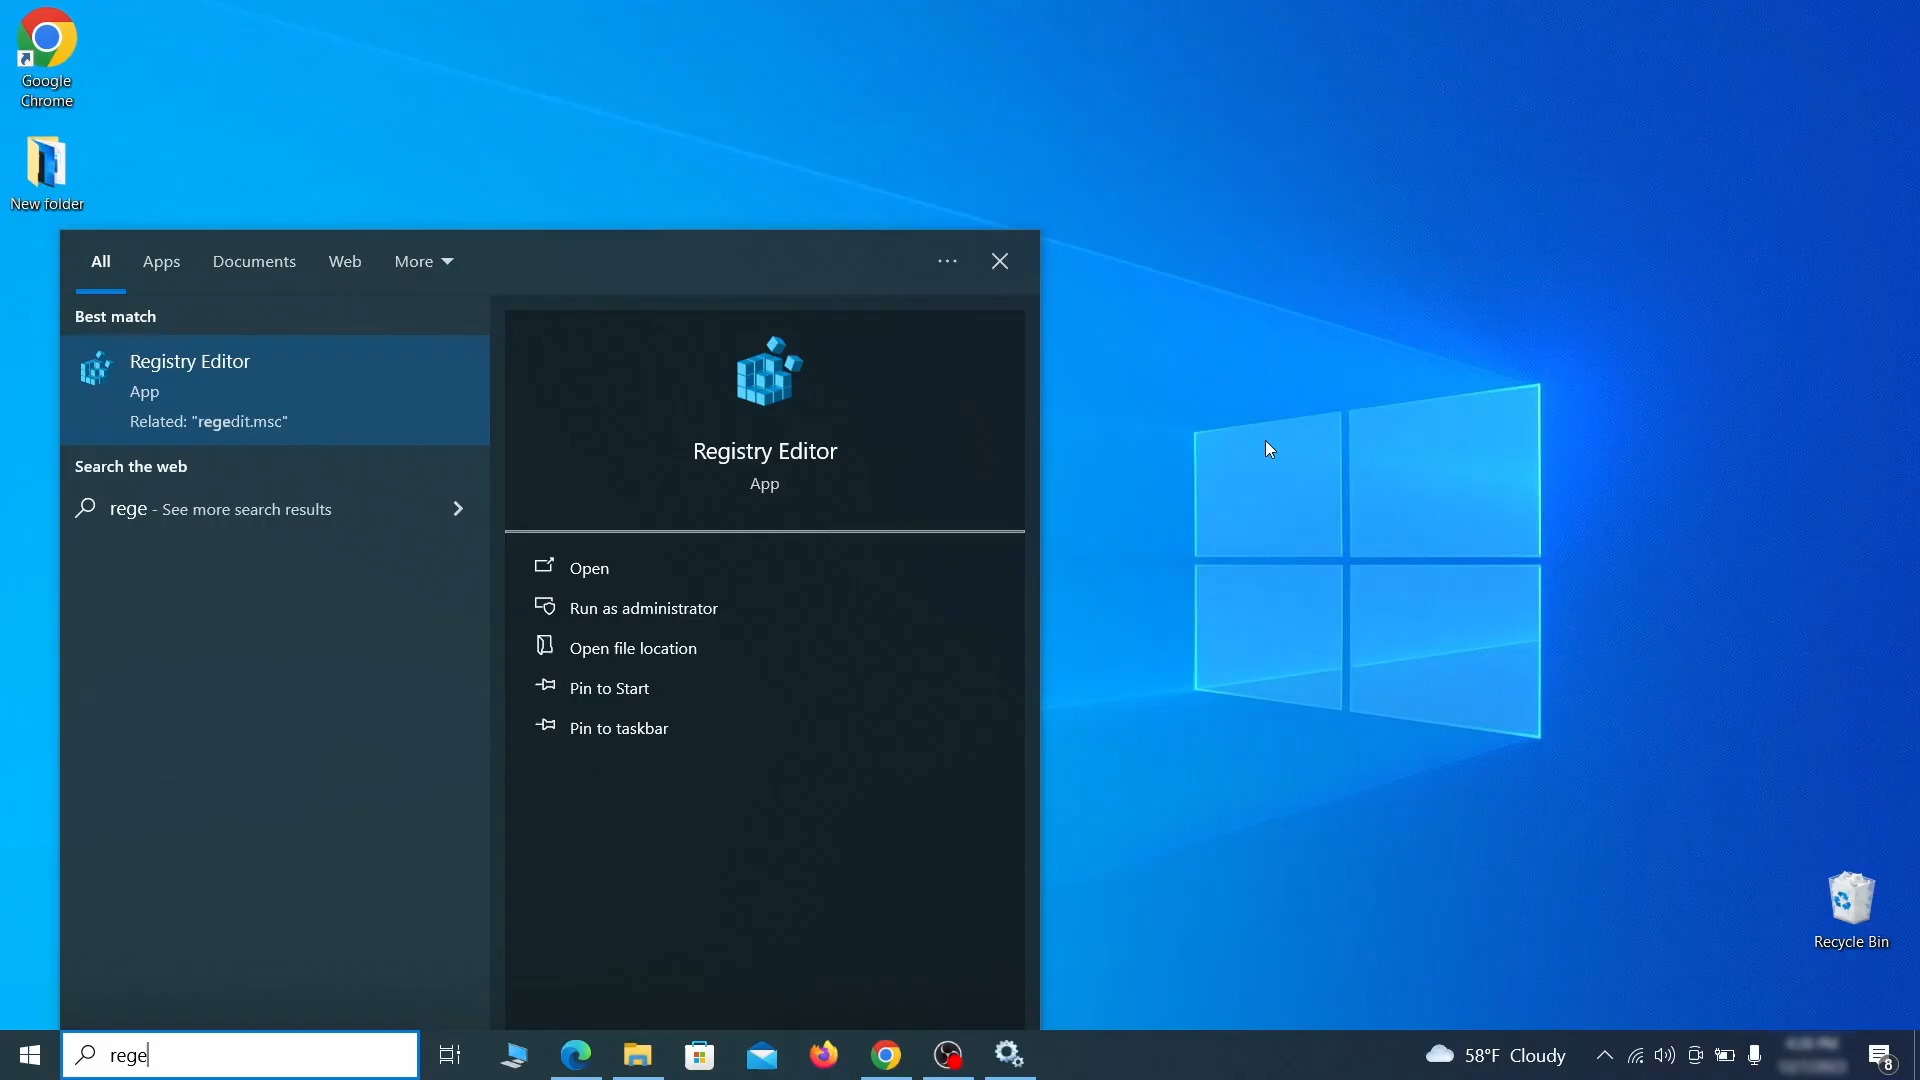 Google
Chrome
New folder
All
Apps
Documents
Web
More
Best match
Registry Editor
App
Related: "regedit.msc"
Search the web
rege - See more search results
Registry Editor
App
Open
Run as administrator
Open file location
Pin to Start
Pin to taskbar
Recycle Bin
rege
58°F Cloudy
8